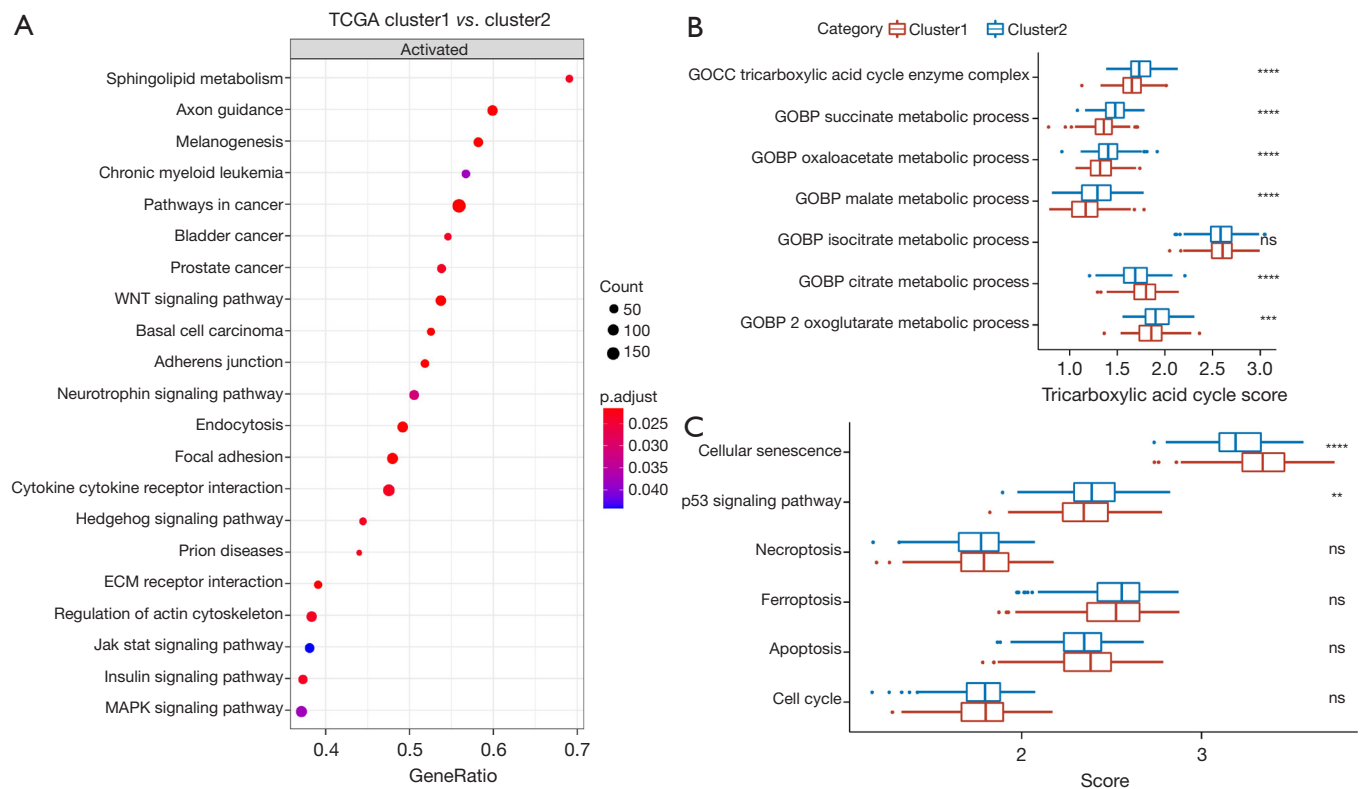 A
TCGA cluster1 vs. cluster2
Activated
Sphingolipid metabolism
Axon guidance
Melanogenesis
Chronic myeloid leukemia
Pathways in cancer
Bladder cancer
Prostate cancer
WNT signaling pathway
Basal cell carcinoma
Adherens junction
Neurotrophin signaling pathway
Endocytosis
Focal adhesion
Cytokine cytokine receptor interaction
Hedgehog signaling pathway
Prion diseases
ECM receptor interaction
Regulation of actin cytoskeleton
Jak stat signaling pathway
Insulin signaling pathway
MAPK signaling pathway
0.4 0.5 0.6 0.7
GeneRatio
Count
50
100
150
p.adjust
0.025
0.030
0.035
0.040
B
Category Cluster1 Cluster2
GOCC tricarboxylic acid cycle enzyme complex ****
GOBP succinate metabolic process ****
GOBP oxaloacetate metabolic process ****
GOBP malate metabolic process ****
GOBP isocitrate metabolic process ns
GOBP citrate metabolic process ****
GOBP 2 oxoglutarate metabolic process ***
1.0 1.5 2.0 2.5 3.0
Tricarboxylic acid cycle score
C
Cellular senescence ****
p53 signaling pathway **
Necroptosis ns
Ferroptosis ns
Apoptosis ns
Cell cycle ns
2 3
Score